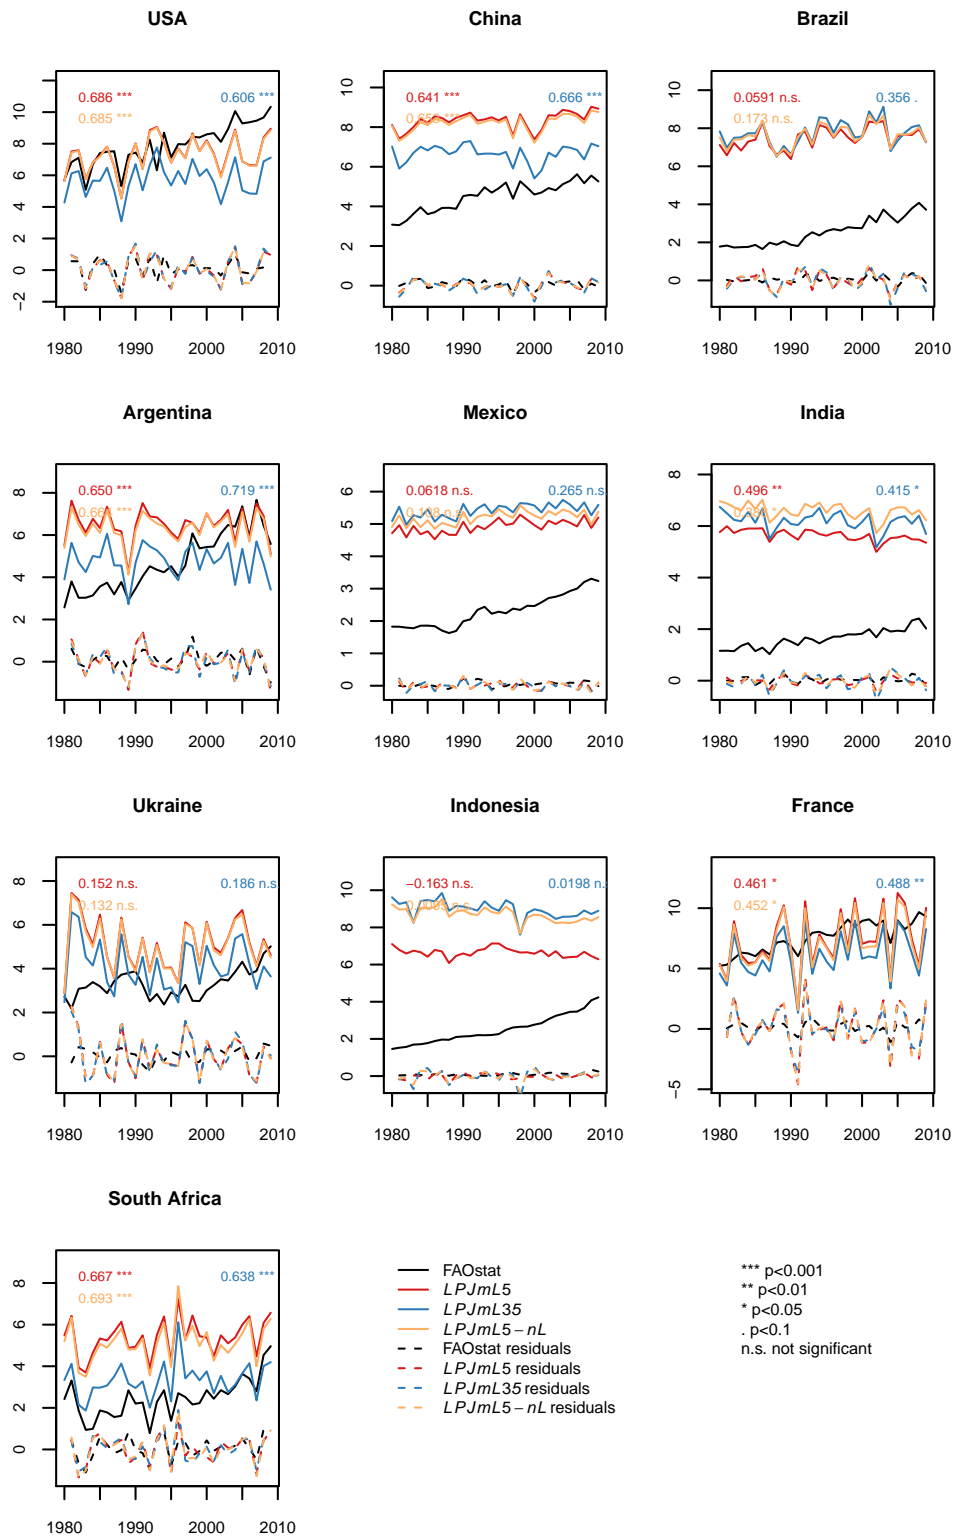 USA
0.686 ***
0.606 ***
0.685 ***
−2 0 2 4 6 8 10
1980 1990 2000 2010
China
0.641 ***
0.666 ***
0 2 4 6 8 10
1980 1990 2000 2010
Brazil
0.0591 n.s.
0.356 .
0.173 n.s.
0 2 4 6 8 10
1980 1990 2000 2010
Argentina
0.650 ***
0.719 ***
0 2 4 6 8
1980 1990 2000 2010
Mexico
0.0618 n.s.
0.265 n.s
0 1 2 3 4 5 6
1980 1990 2000 2010
India
0.496 **
0.415 *
0 2 4 6 8
1980 1990 2000 2010
Ukraine
0.152 n.s.
0.186 n.s
0.132 n.s.
0 2 4 6 8
1980 1990 2000 2010
Indonesia
−0.163 n.s.
0.0198 n.
0 2 4 6 8 10
1980 1990 2000 2010
France
0.461 *
0.488 **
0.452 *
−5 0 5 10
1980 1990 2000 2010
South Africa
0.667 ***
0.638 ***
0.693 ***
0 2 4 6 8
1980 1990 2000 2010
FAOstat
LPJmL5
LPJmL35
LPJmL5−nL
FAOstat residuals
LPJmL5 residuals
LPJmL35 residuals
LPJmL5−nL residuals
*** p<0.001
** p<0.01
* p<0.05
. p<0.1
n.s. not significant